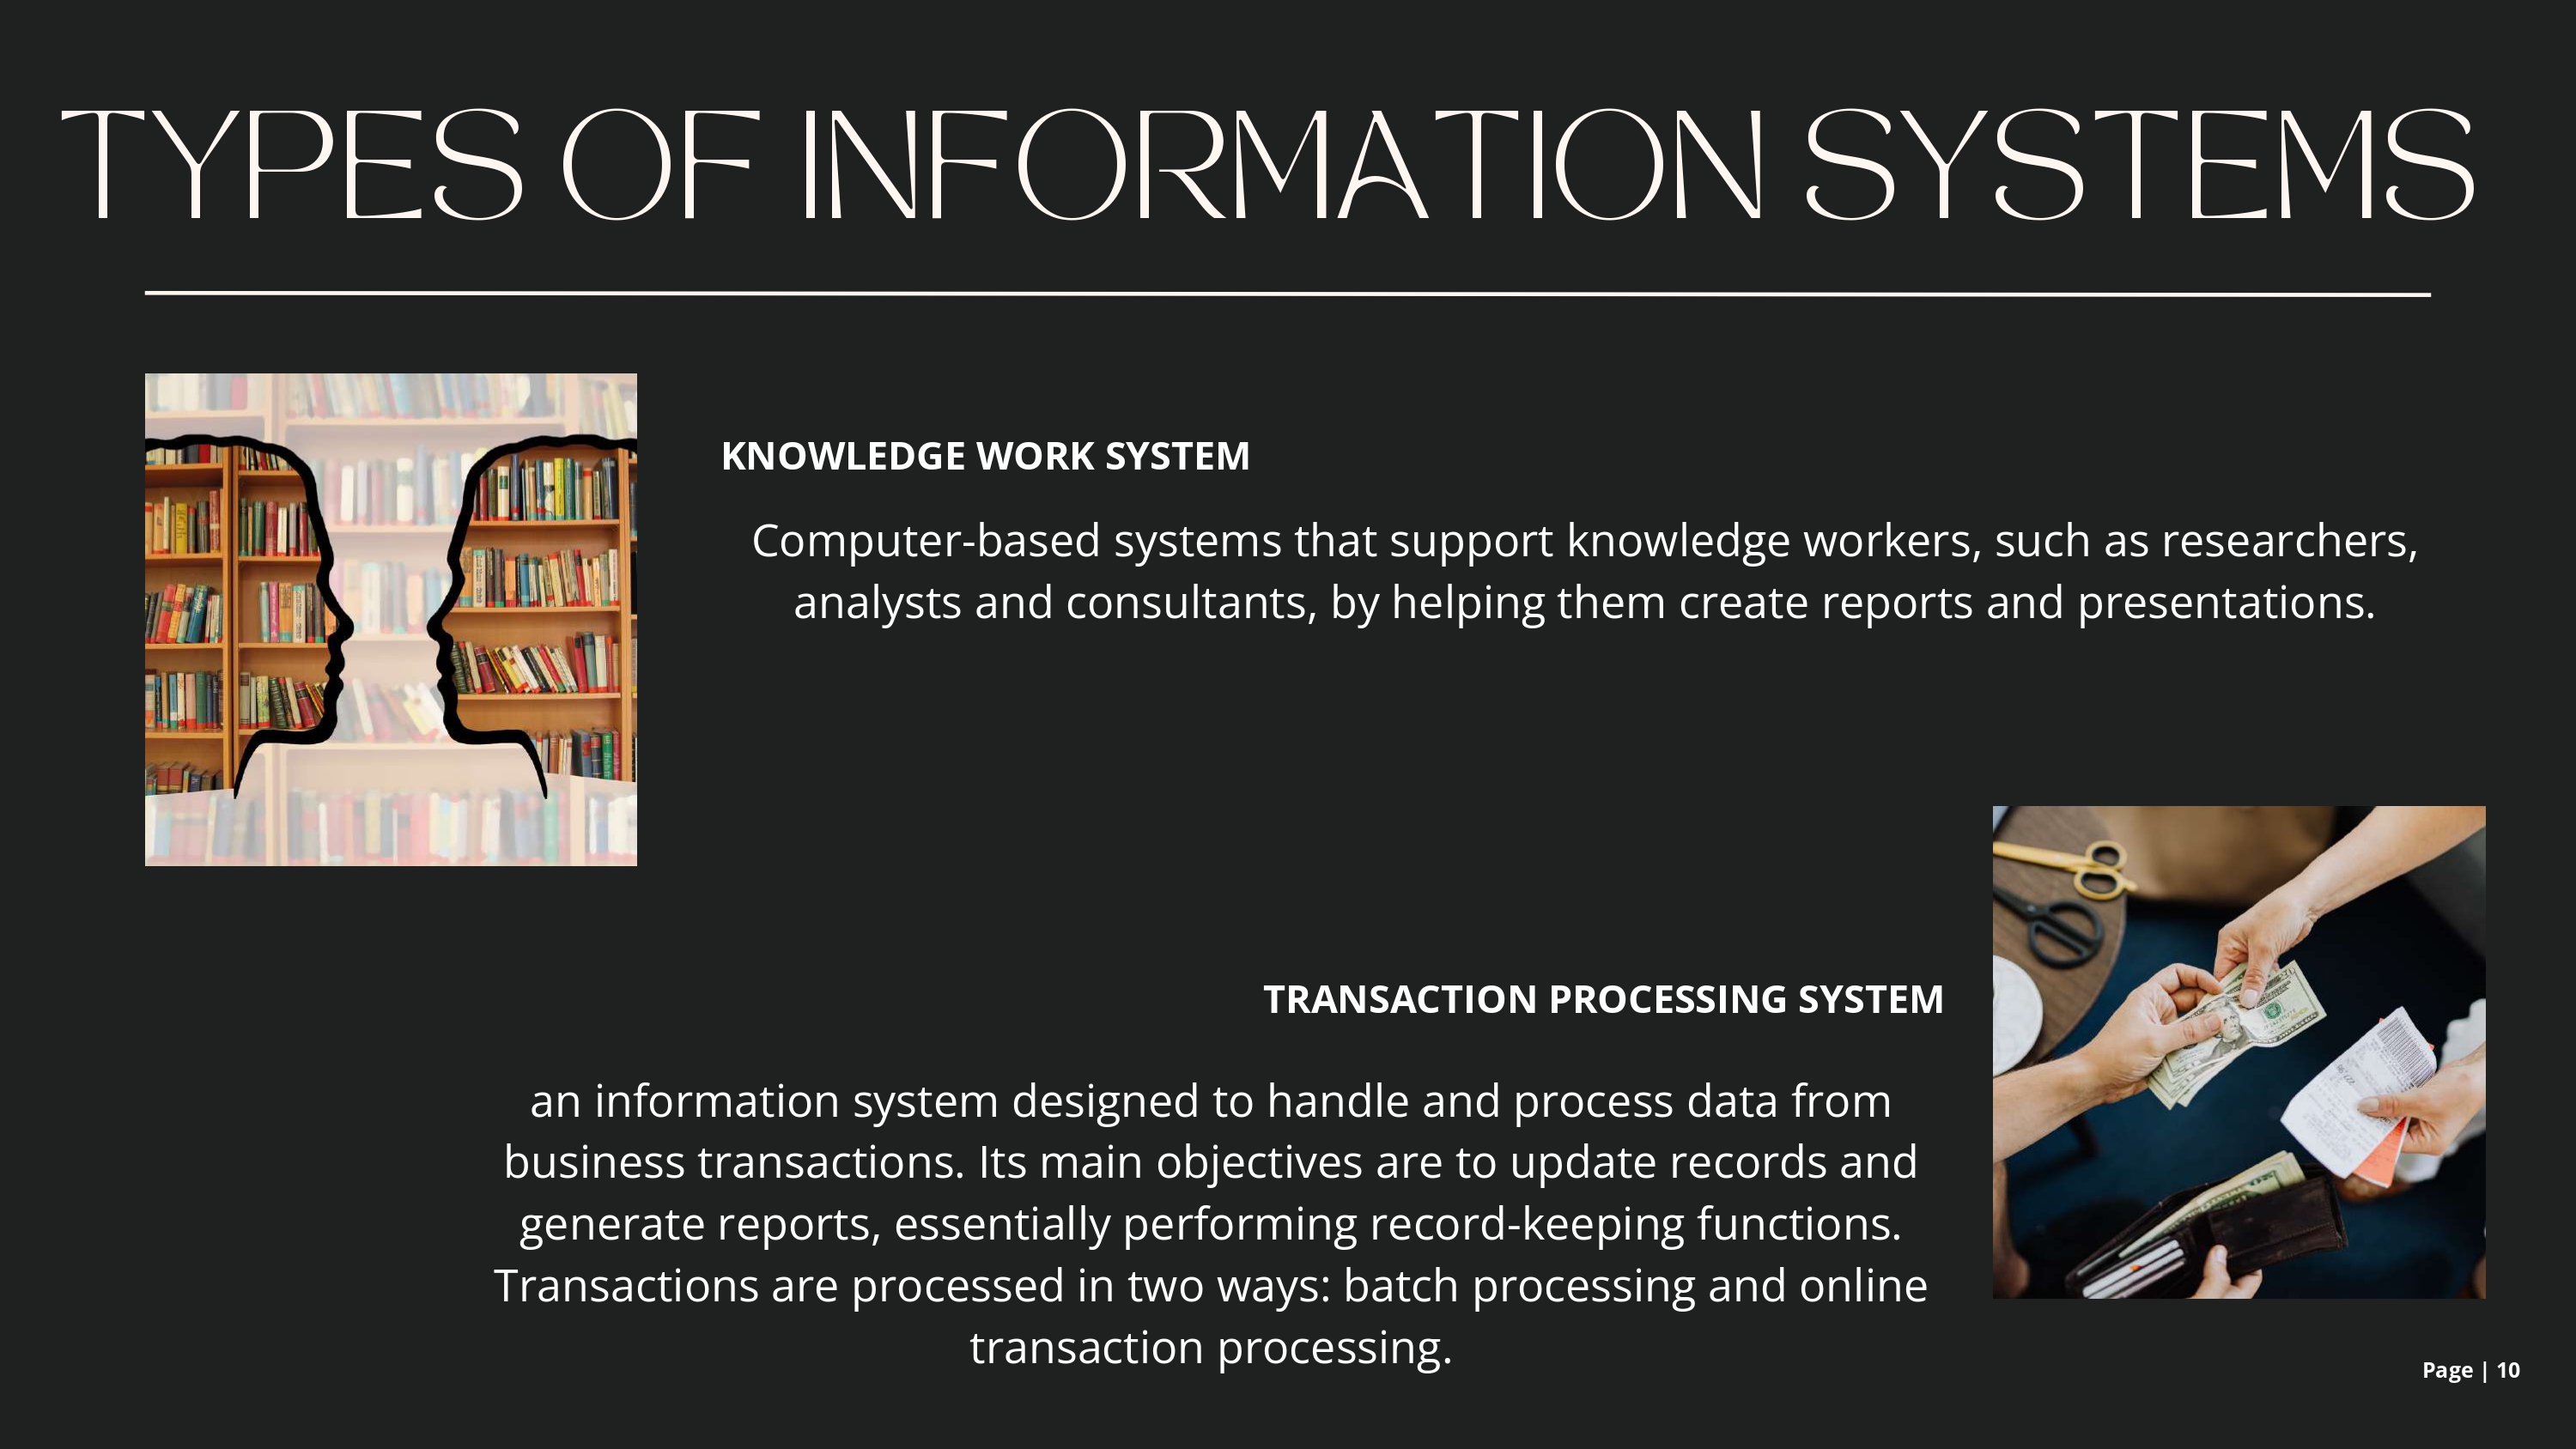 TYPES OF INFORMATION SYSTEMS
KNOWLEDGE WORK SYSTEM
Computer-based systems that support knowledge workers, such as researchers,
analysts and consultants, by helping them create reports and presentations.
TRANSACTION PROCESSING SYSTEM
an information system designed to handle and process data from
business transactions. Its main objectives are to update records and
generate reports, essentially performing record-keeping functions.
Transactions are processed in two ways: batch processing and online
transaction processing.
Page | 10